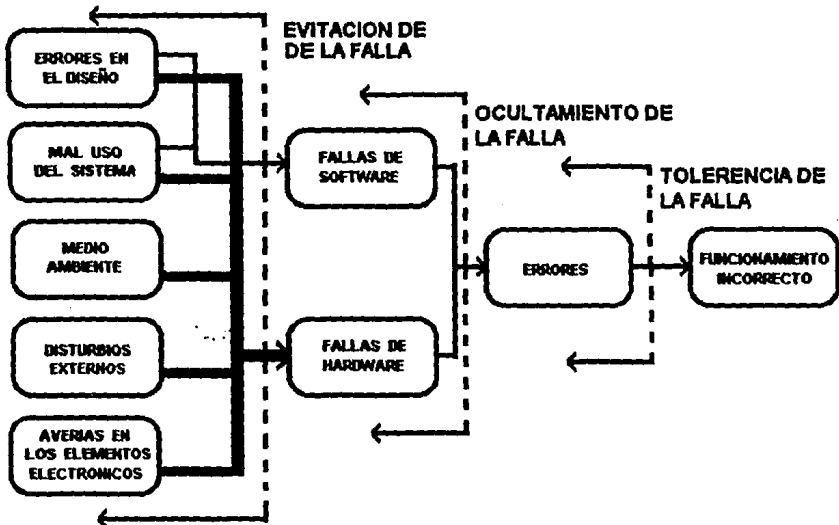 EVITACION DE
DE LA FALLA
ERRORES EN
EL DISEÑO
OCULTAMIENTO DE
LA FALLA
MAL USO
DEL SISTEMA
FALLAS DE
SOFTWARE
TOLERENCIA DE
LA FALLA
MEDIO
AMBIENTE
ERRORES
FUNCIONAMIENTO
INCORRECTO
DISTURBIOS
EXTERNOS
FALLAS DE
HARDWARE
AVERIAS EN
LOS ELEMENTOS
ELECTRONICOS